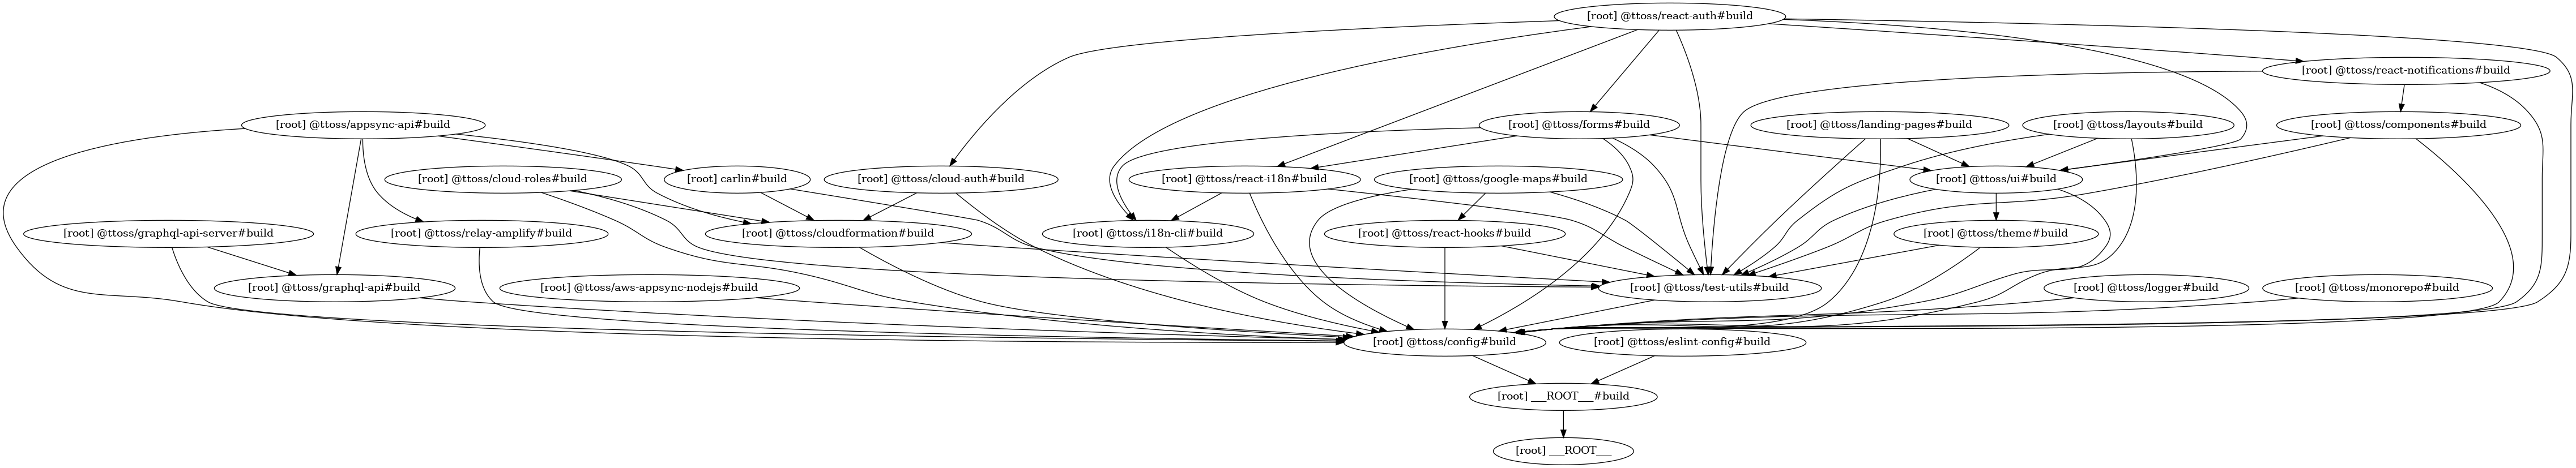 [root] @ttoss/react-auth#build
[root] @ttoss/react-notifications#build
[root] @ttoss/appsync-api#build
[root] @ttoss/forms#build
[root] @ttoss/landing-pages#build
[root] @ttoss/layouts#build
[root] @ttoss/components#build
[root] @ttoss/cloud-roles#build
[root] carlin#build
[root] @ttoss/cloud-auth#build
[root] @ttoss/react-i18n#build
[root] @ttoss/google-maps#build
[root] @ttoss/ui#build
[root] @ttoss/graphql-api-server#build
[root] @ttoss/relay-amplify#build
[root] @ttoss/cloudformation#build
[root] @ttoss/i18n-cli#build
[root] @ttoss/react-hooks#build
[root] @ttoss/theme#build
[root] @ttoss/graphql-api#build
[root] @ttoss/aws-appsync-nodejs#build
[root] @ttoss/test-utils#build
[root] @ttoss/logger#build
[root] @ttoss/monorepo#build
[root] @ttoss/config#build
[root] @ttoss/eslint-config#build
[root] ___ROOT___#build
[root] ___ROOT___